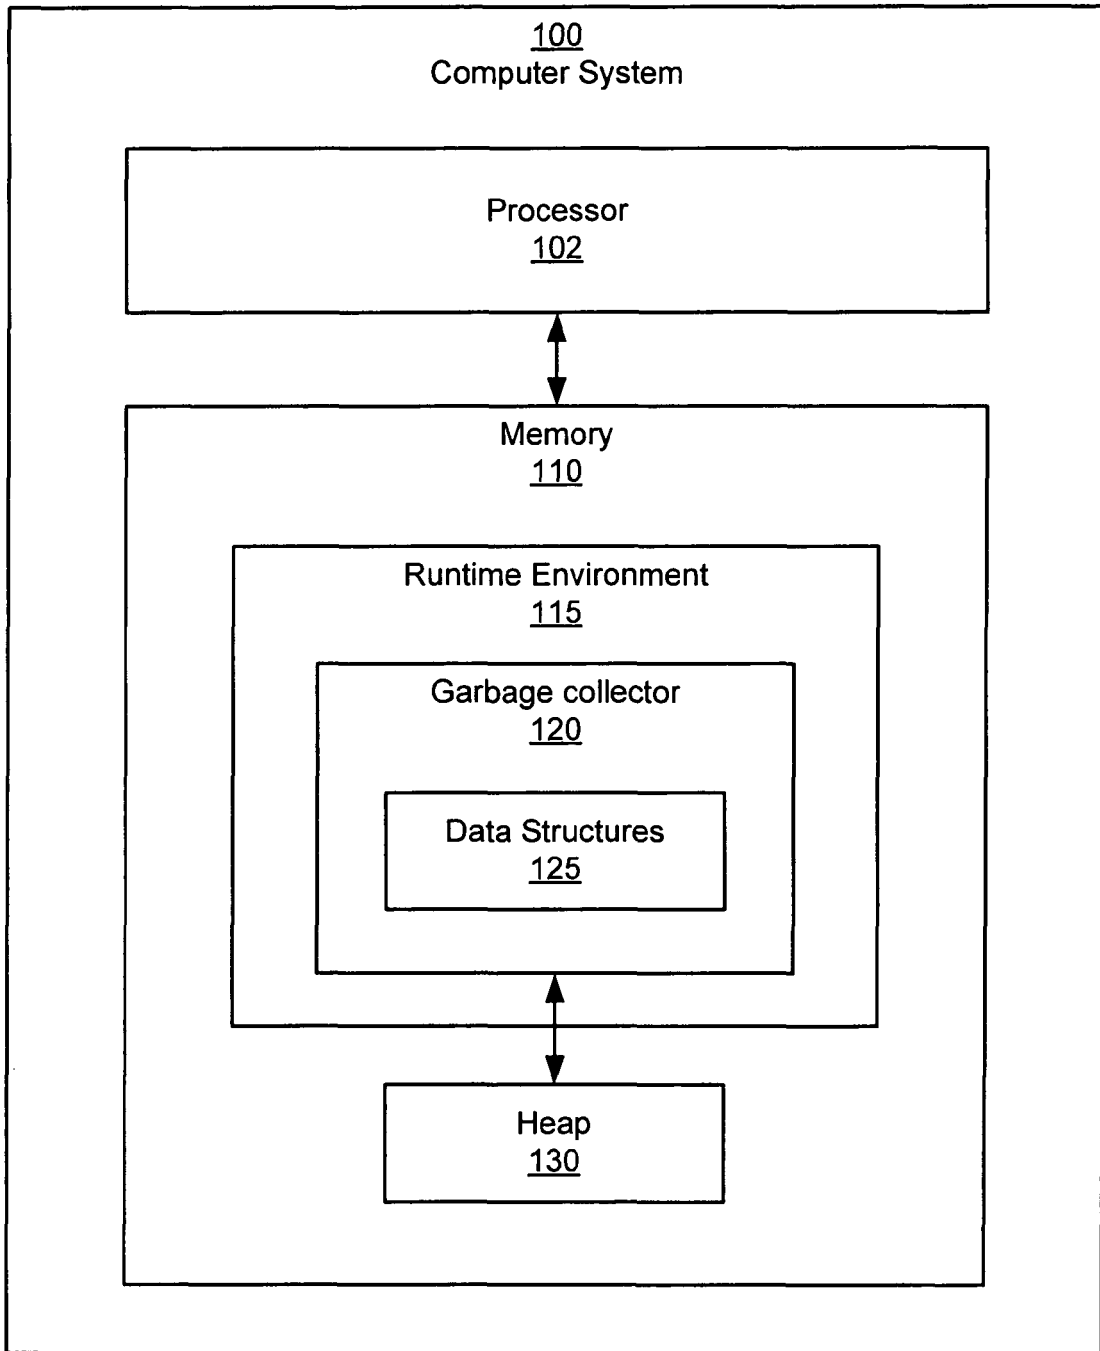 100
Computer System
Processor
102
Memory
110
Runtime Environment
115
Garbage collector
120
Data Structures
125
Heap
130